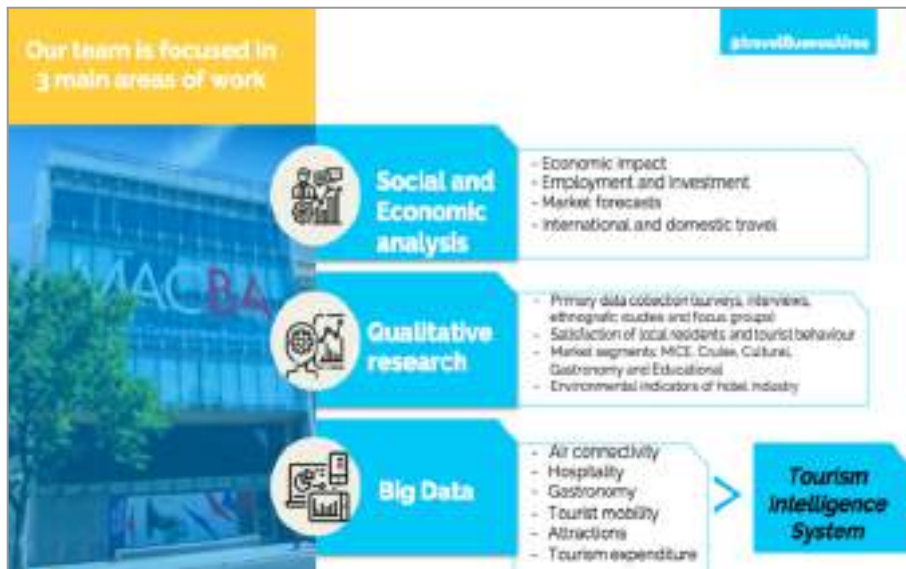 Our team is focused in
3 main areas of work
@travelBuenosAires
MACBA
Social and
Economic
analysis
- Economic impact
- Employment and investment
- Market forecasts
- International and domestic travel
Qualitative
research
- Primary data collection (surveys, interviews,
ethnografic studies and focus groups)
- Satisfaction of local residents and tourist behaviour
- Market segments: MICE, Cruise, Cultural,
Gastronomy and Educational
- Environmental indicators of hotel industry
Big Data
- Air connectivity
- Hospitality
- Gastronomy
- Tourist mobility
- Attractions
- Tourism expenditure
>
Tourism
Intelligence
System